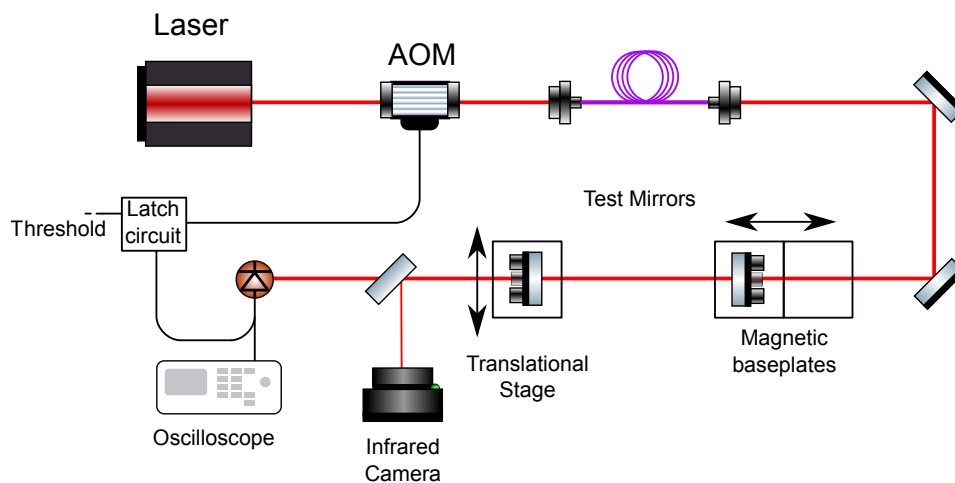 Laser
AOM
Test Mirrors
Threshold
Latch
circuit
Translational
Stage
Magnetic
baseplates
Oscilloscope
Infrared
Camera